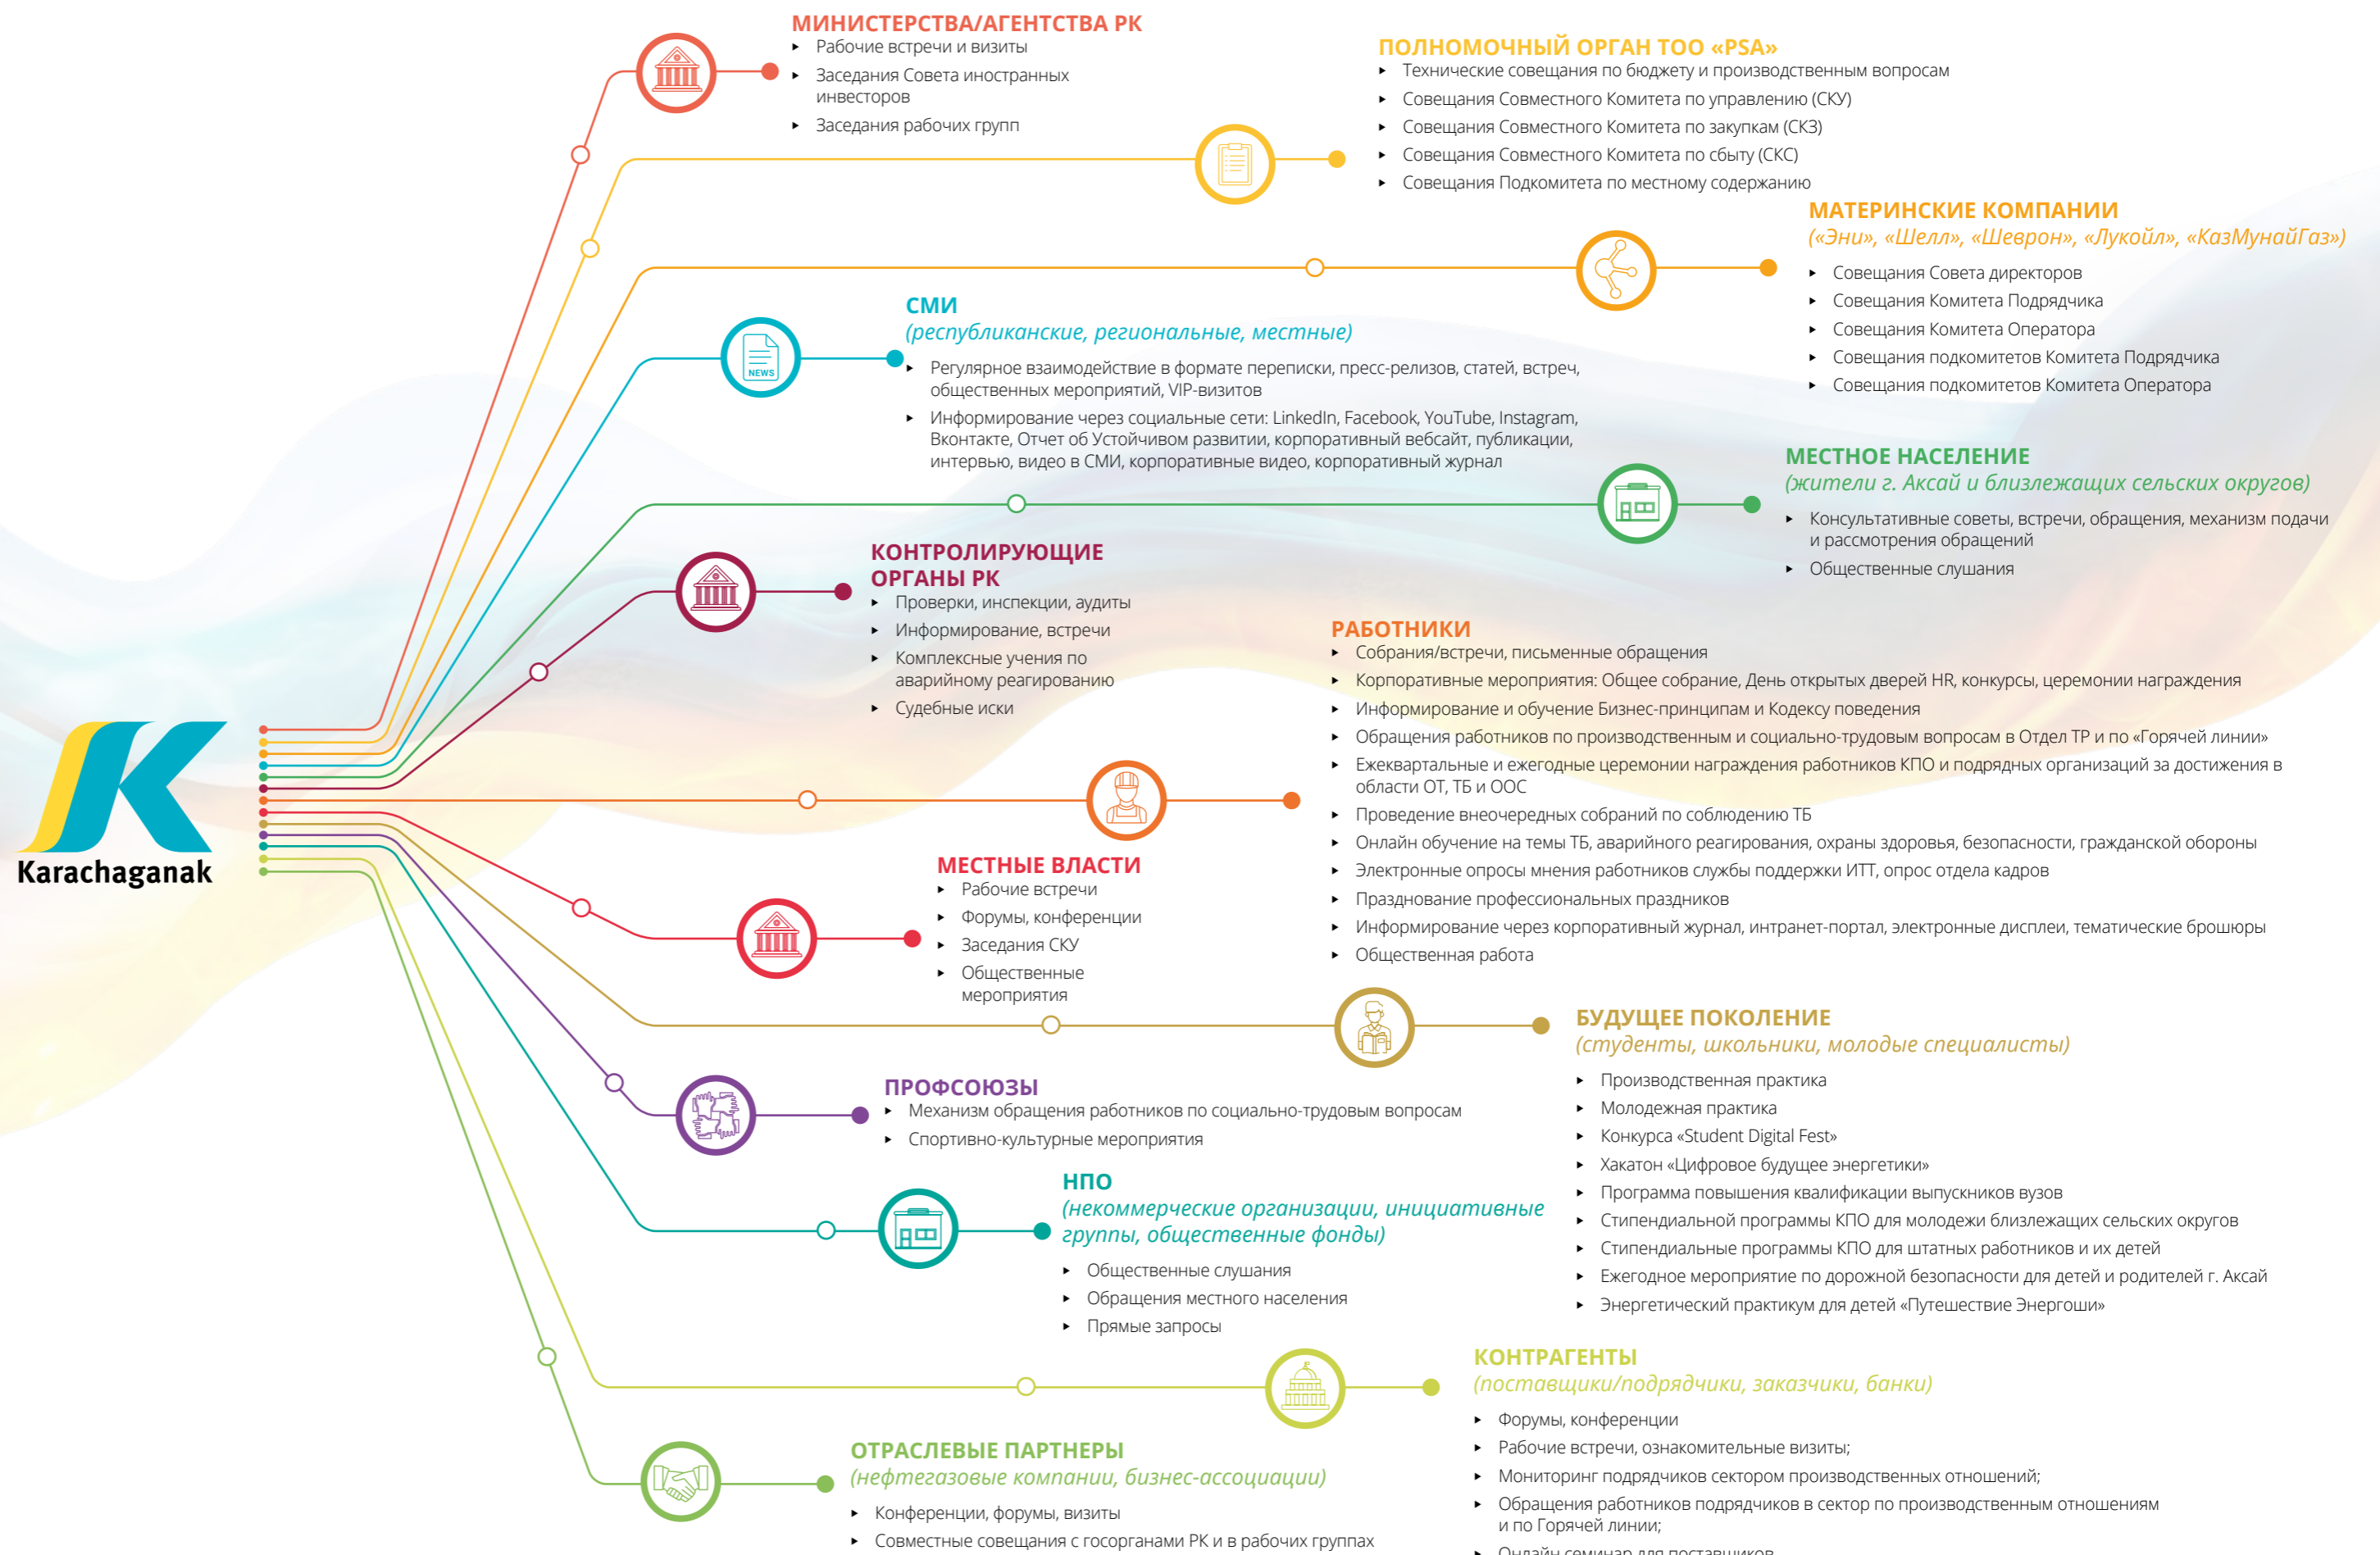 МИНИСТЕРСТВА/АГЕНТСТВА РК
▸ Рабочие встречи и визиты
▸ Заседания Совета иностранных
инвесторов
▸ Заседания рабочих групп
ПОЛНОМОЧНЫЙ ОРГАН ТОО «PSA»
▸ Технические совещания по бюджету и производственным вопросам
▸ Совещания Совместного Комитета по управлению (СКУ)
▸ Совещания Совместного Комитета по закупкам (СКЗ)
▸ Совещания Совместного Комитета по сбыту (СКС)
▸ Совещания Подкомитета по местному содержанию
МАТЕРИНСКИЕ КОМПАНИИ
(«Эни», «Шелл», «Шеврон», «Лукойл», «КазМунайГаз»)
▸ Совещания Совета директоров
▸ Совещания Комитета Подрядчика
▸ Совещания Комитета Оператора
▸ Совещания подкомитетов Комитета Подрядчика
▸ Совещания подкомитетов Комитета Оператора
NEWS
СМИ
(республиканские, региональные, местные)
▸ Регулярное взаимодействие в формате переписки, пресс-релизов, статей, встреч,
общественных мероприятий, VIP-визитов
▸ Информирование через социальные сети: LinkedIn, Facebook, YouTube, Instagram,
Вконтакте, Отчет об Устойчивом развитии, корпоративный вебсайт, публикации,
интервью, видео в СМИ, корпоративные видео, корпоративный журнал
МЕСТНОЕ НАСЕЛЕНИЕ
(жители г. Аксай и близлежащих сельских округов)
▸ Консультативные советы, встречи, обращения, механизм подачи
и рассмотрения обращений
▸ Общественные слушания
КОНТРОЛИРУЮЩИЕ
ОРГАНЫ РК
▸ Проверки, инспекции, аудиты
▸ Информирование, встречи
▸ Комплексные учения по
аварийному реагированию
▸ Судебные иски
РАБОТНИКИ
▸ Собрания/встречи, письменные обращения
▸ Корпоративные мероприятия: Общее собрание, День открытых дверей HR, конкурсы, церемонии награждения
▸ Информирование и обучение Бизнес-принципам и Кодексу поведения
▸ Обращения работников по производственным и социально-трудовым вопросам в Отдел ТР и по «Горячей линии»
▸ Ежеквартальные и ежегодные церемонии награждения работников КПО и подрядных организаций за достижения в
области ОТ, ТБ и ООС
▸ Проведение внеочередных собраний по соблюдению ТБ
▸ Онлайн обучение на темы ТБ, аварийного реагирования, охраны здоровья, безопасности, гражданской обороны
▸ Электронные опросы мнения работников службы поддержки ИТТ, опрос отдела кадров
▸ Празднование профессиональных праздников
▸ Информирование через корпоративный журнал, интранет-портал, электронные дисплеи, тематические брошюры
▸ Общественная работа
Karachaganak
МЕСТНЫЕ ВЛАСТИ
▸ Рабочие встречи
▸ Форумы, конференции
▸ Заседания СКУ
▸ Общественные
мероприятия
БУДУЩЕЕ ПОКОЛЕНИЕ
(студенты, школьники, молодые специалисты)
▸ Производственная практика
▸ Молодежная практика
▸ Конкурса «Student Digital Fest»
▸ Хакатон «Цифровое будущее энергетики»
▸ Программа повышения квалификации выпускников вузов
▸ Стипендиальной программы КПО для молодежи близлежащих сельских округов
▸ Стипендиальные программы КПО для штатных работников и их детей
▸ Ежегодное мероприятие по дорожной безопасности для детей и родителей г. Аксай
▸ Энергетический практикум для детей «Путешествие Энергоши»
ПРОФСОЮЗЫ
▸ Механизм обращения работников по социально-трудовым вопросам
▸ Спортивно-культурные мероприятия
НПО
(некоммерческие организации, инициативные
группы, общественные фонды)
▸ Общественные слушания
▸ Обращения местного населения
▸ Прямые запросы
КОНТРАГЕНТЫ
(поставщики/подрядчики, заказчики, банки)
▸ Форумы, конференции
▸ Рабочие встречи, ознакомительные визиты;
▸ Мониторинг подрядчиков сектором производственных отношений;
▸ Обращения работников подрядчиков в сектор по производственным отношениям
и по Горячей линии;
▸ Онлайн семинар для поставщиков
ОТРАСЛЕВЫЕ ПАРТНЕРЫ
(нефтегазовые компании, бизнес-ассоциации)
▸ Конференции, форумы, визиты
▸ Совместные совещания с госорганами РК и в рабочих группах